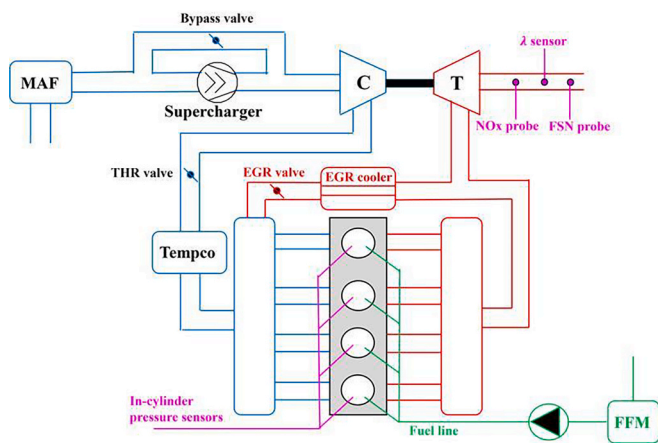 Bypass valve
λ sensor
MAF
C
T
Supercharger
NOx probe
FSN probe
THR valve
EGR valve
EGR cooler
Tempco
In-cylinder
pressure sensors
Fuel line
FFM